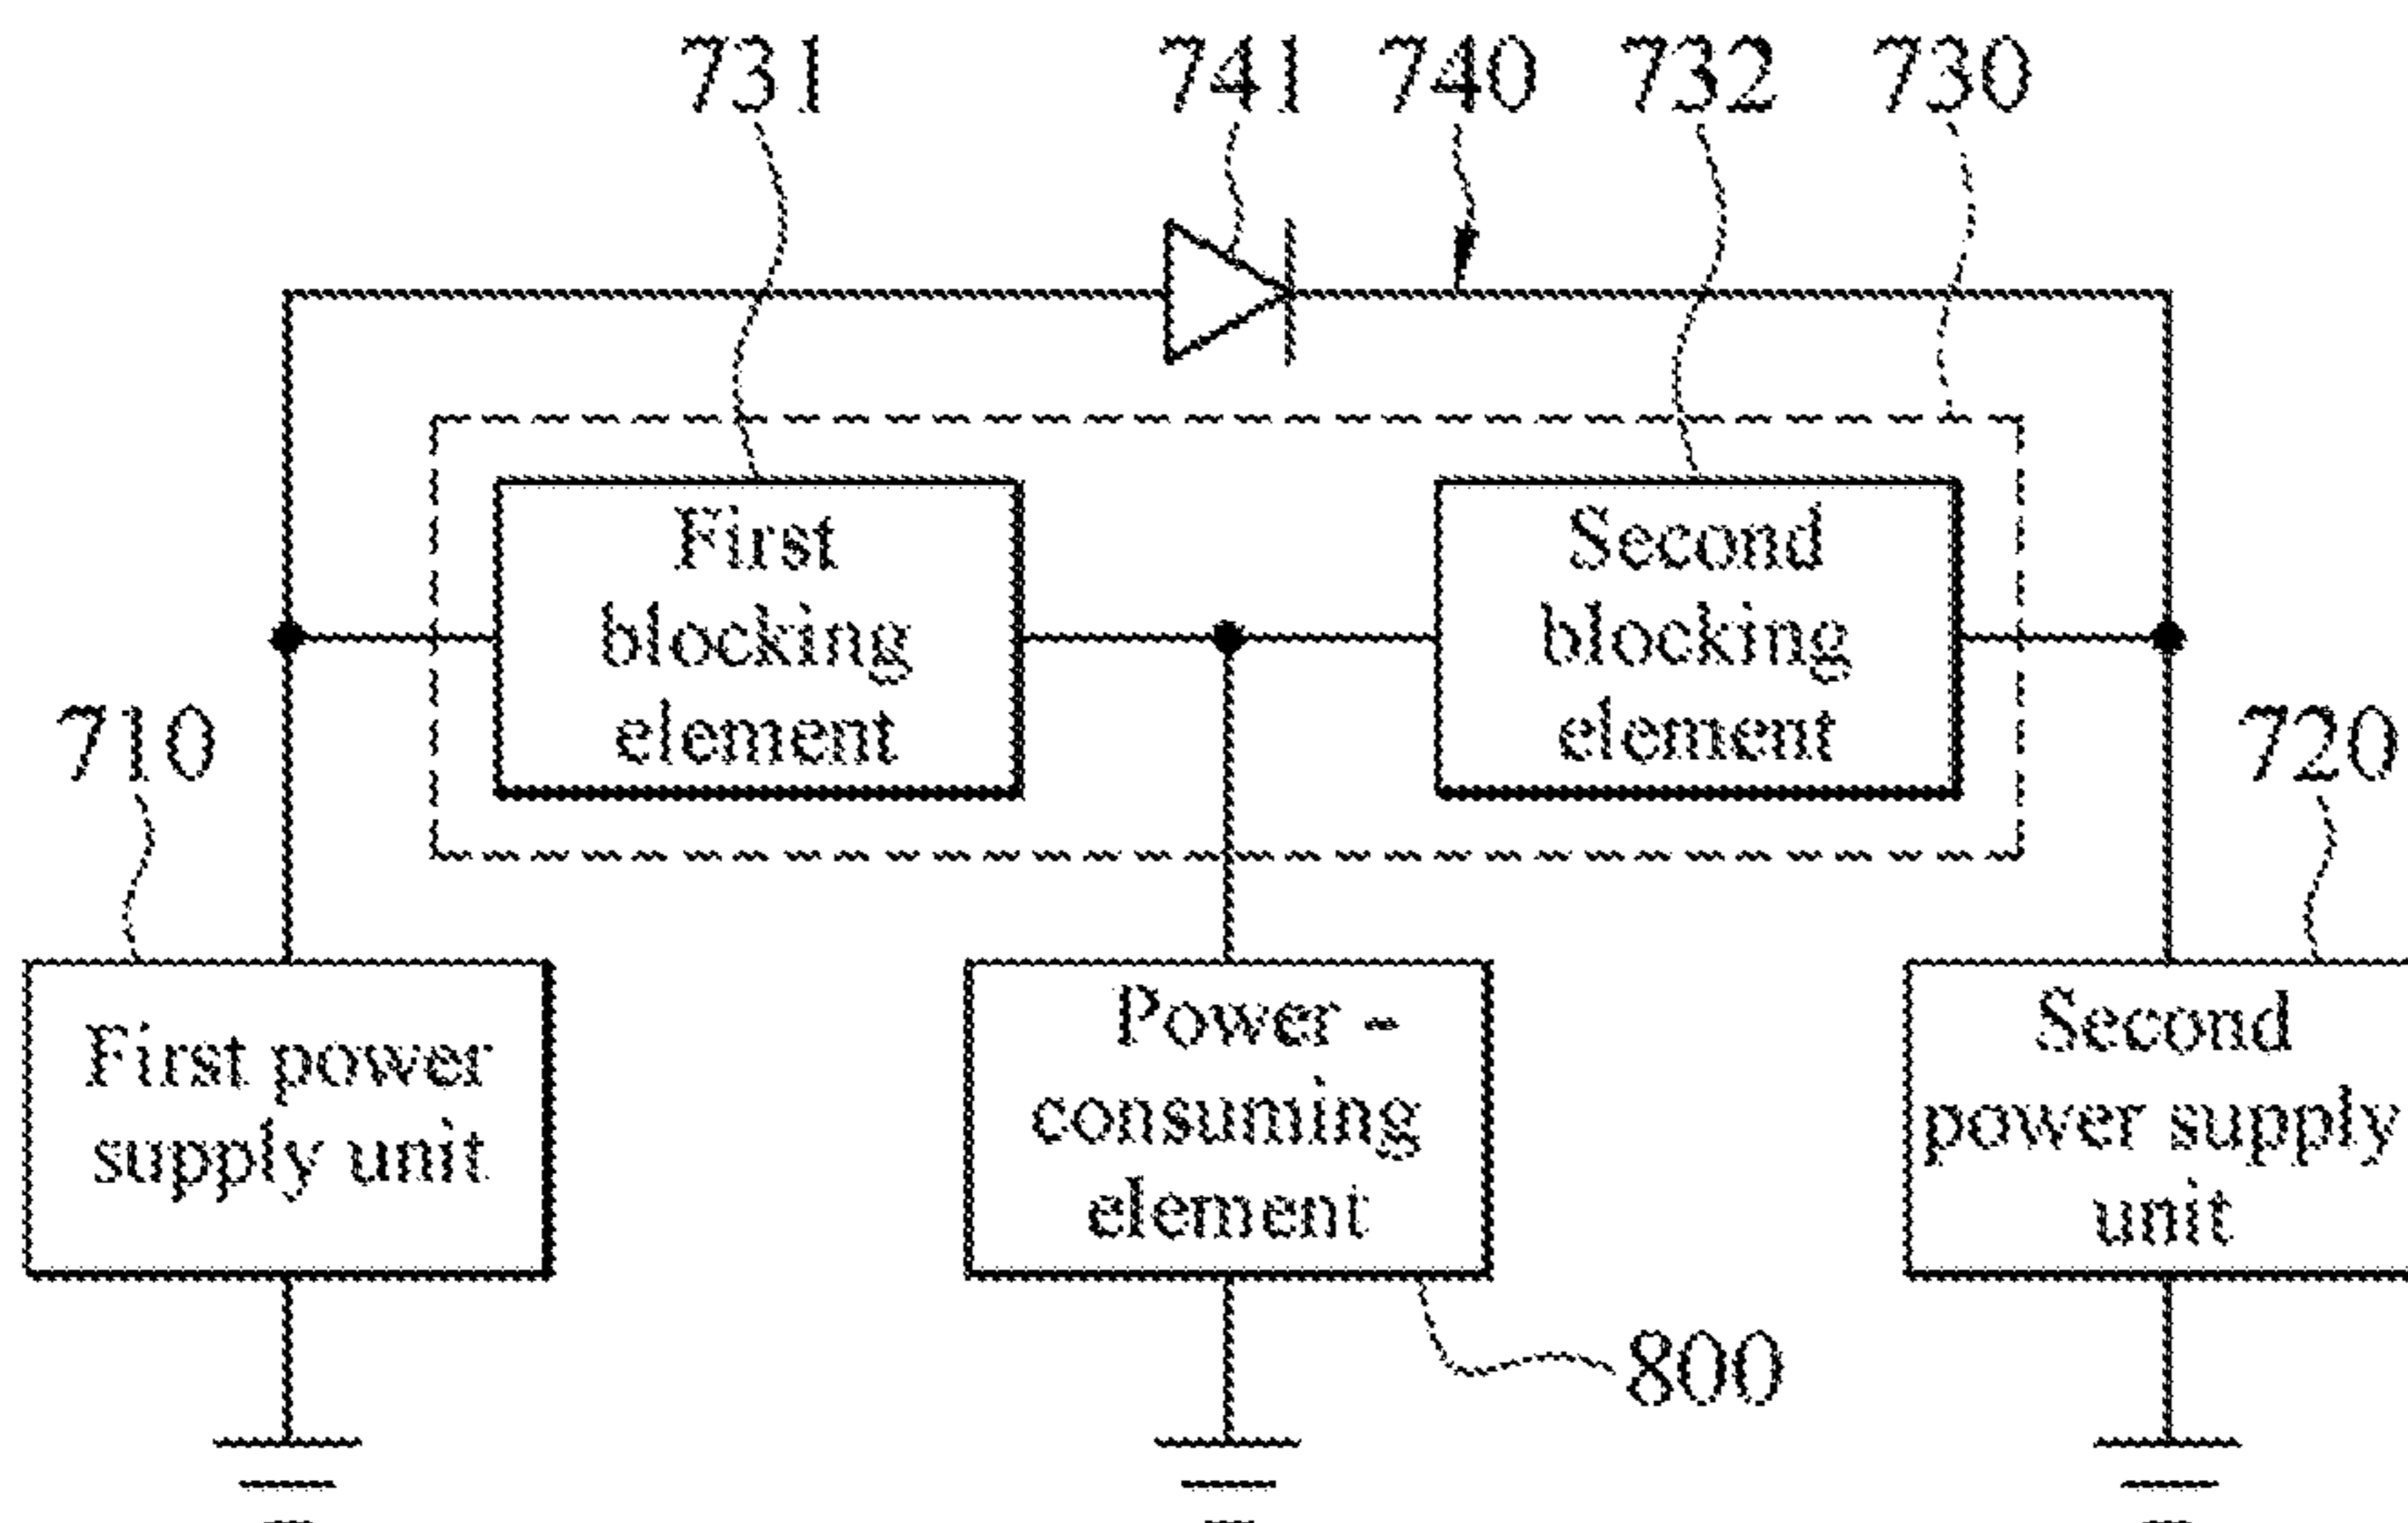 731 741 740 732 730
First
blocking
element
Second
blocking
element
710
720
First power
supply unit
Power -
consuming
element
Second
power supply
unit
800